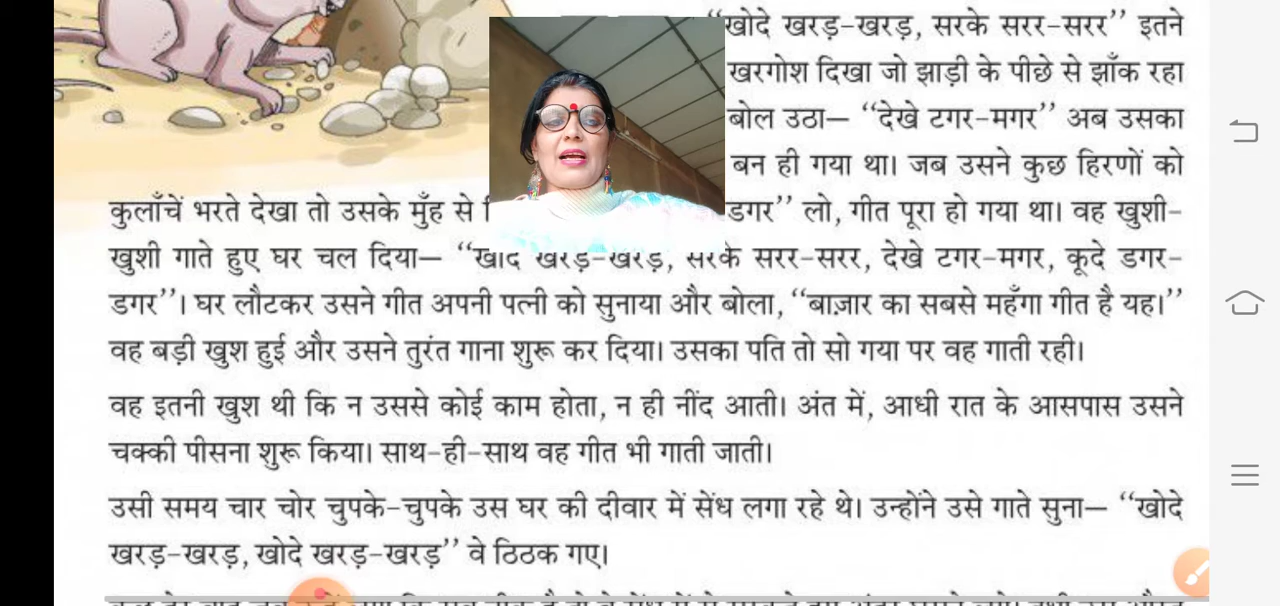 ‘‘खोदे खरड़-खरड़, सरके सरर-सरर’’ इतने
खरगोश दिखा जो झाड़ी के पीछे से झाँक रहा
बोल उठा— ‘‘देखे टगर-मगर’’ अब उसका
बन ही गया था। जब उसने कुछ हिरणों को
कुलाँचें भरते देखा तो उसके मुँह से डगर’’ लो, गीत पूरा हो गया था। वह खुशी-
खुशी गाते हुए घर चल दिया— ‘‘खोदे खरड़-खरड़, सरके सरर-सरर, देखे टगर-मगर, कूदे डगर-
डगर’’। घर लौटकर उसने गीत अपनी पत्नी को सुनाया और बोला, ‘‘बाज़ार का सबसे महँगा गीत है यह।’’
वह बड़ी खुश हुई और उसने तुरंत गाना शुरू कर दिया। उसका पति तो सो गया पर वह गाती रही।
वह इतनी खुश थी कि न उससे कोई काम होता, न ही नींद आती। अंत में, आधी रात के आसपास उसने
चक्की पीसना शुरू किया। साथ-ही-साथ वह गीत भी गाती जाती।
उसी समय चार चोर चुपके-चुपके उस घर की दीवार में सेंध लगा रहे थे। उन्होंने उसे गाते सुना— ‘‘खोदे
खरड़-खरड़, खोदे खरड़-खरड़’’ वे ठिठक गए।